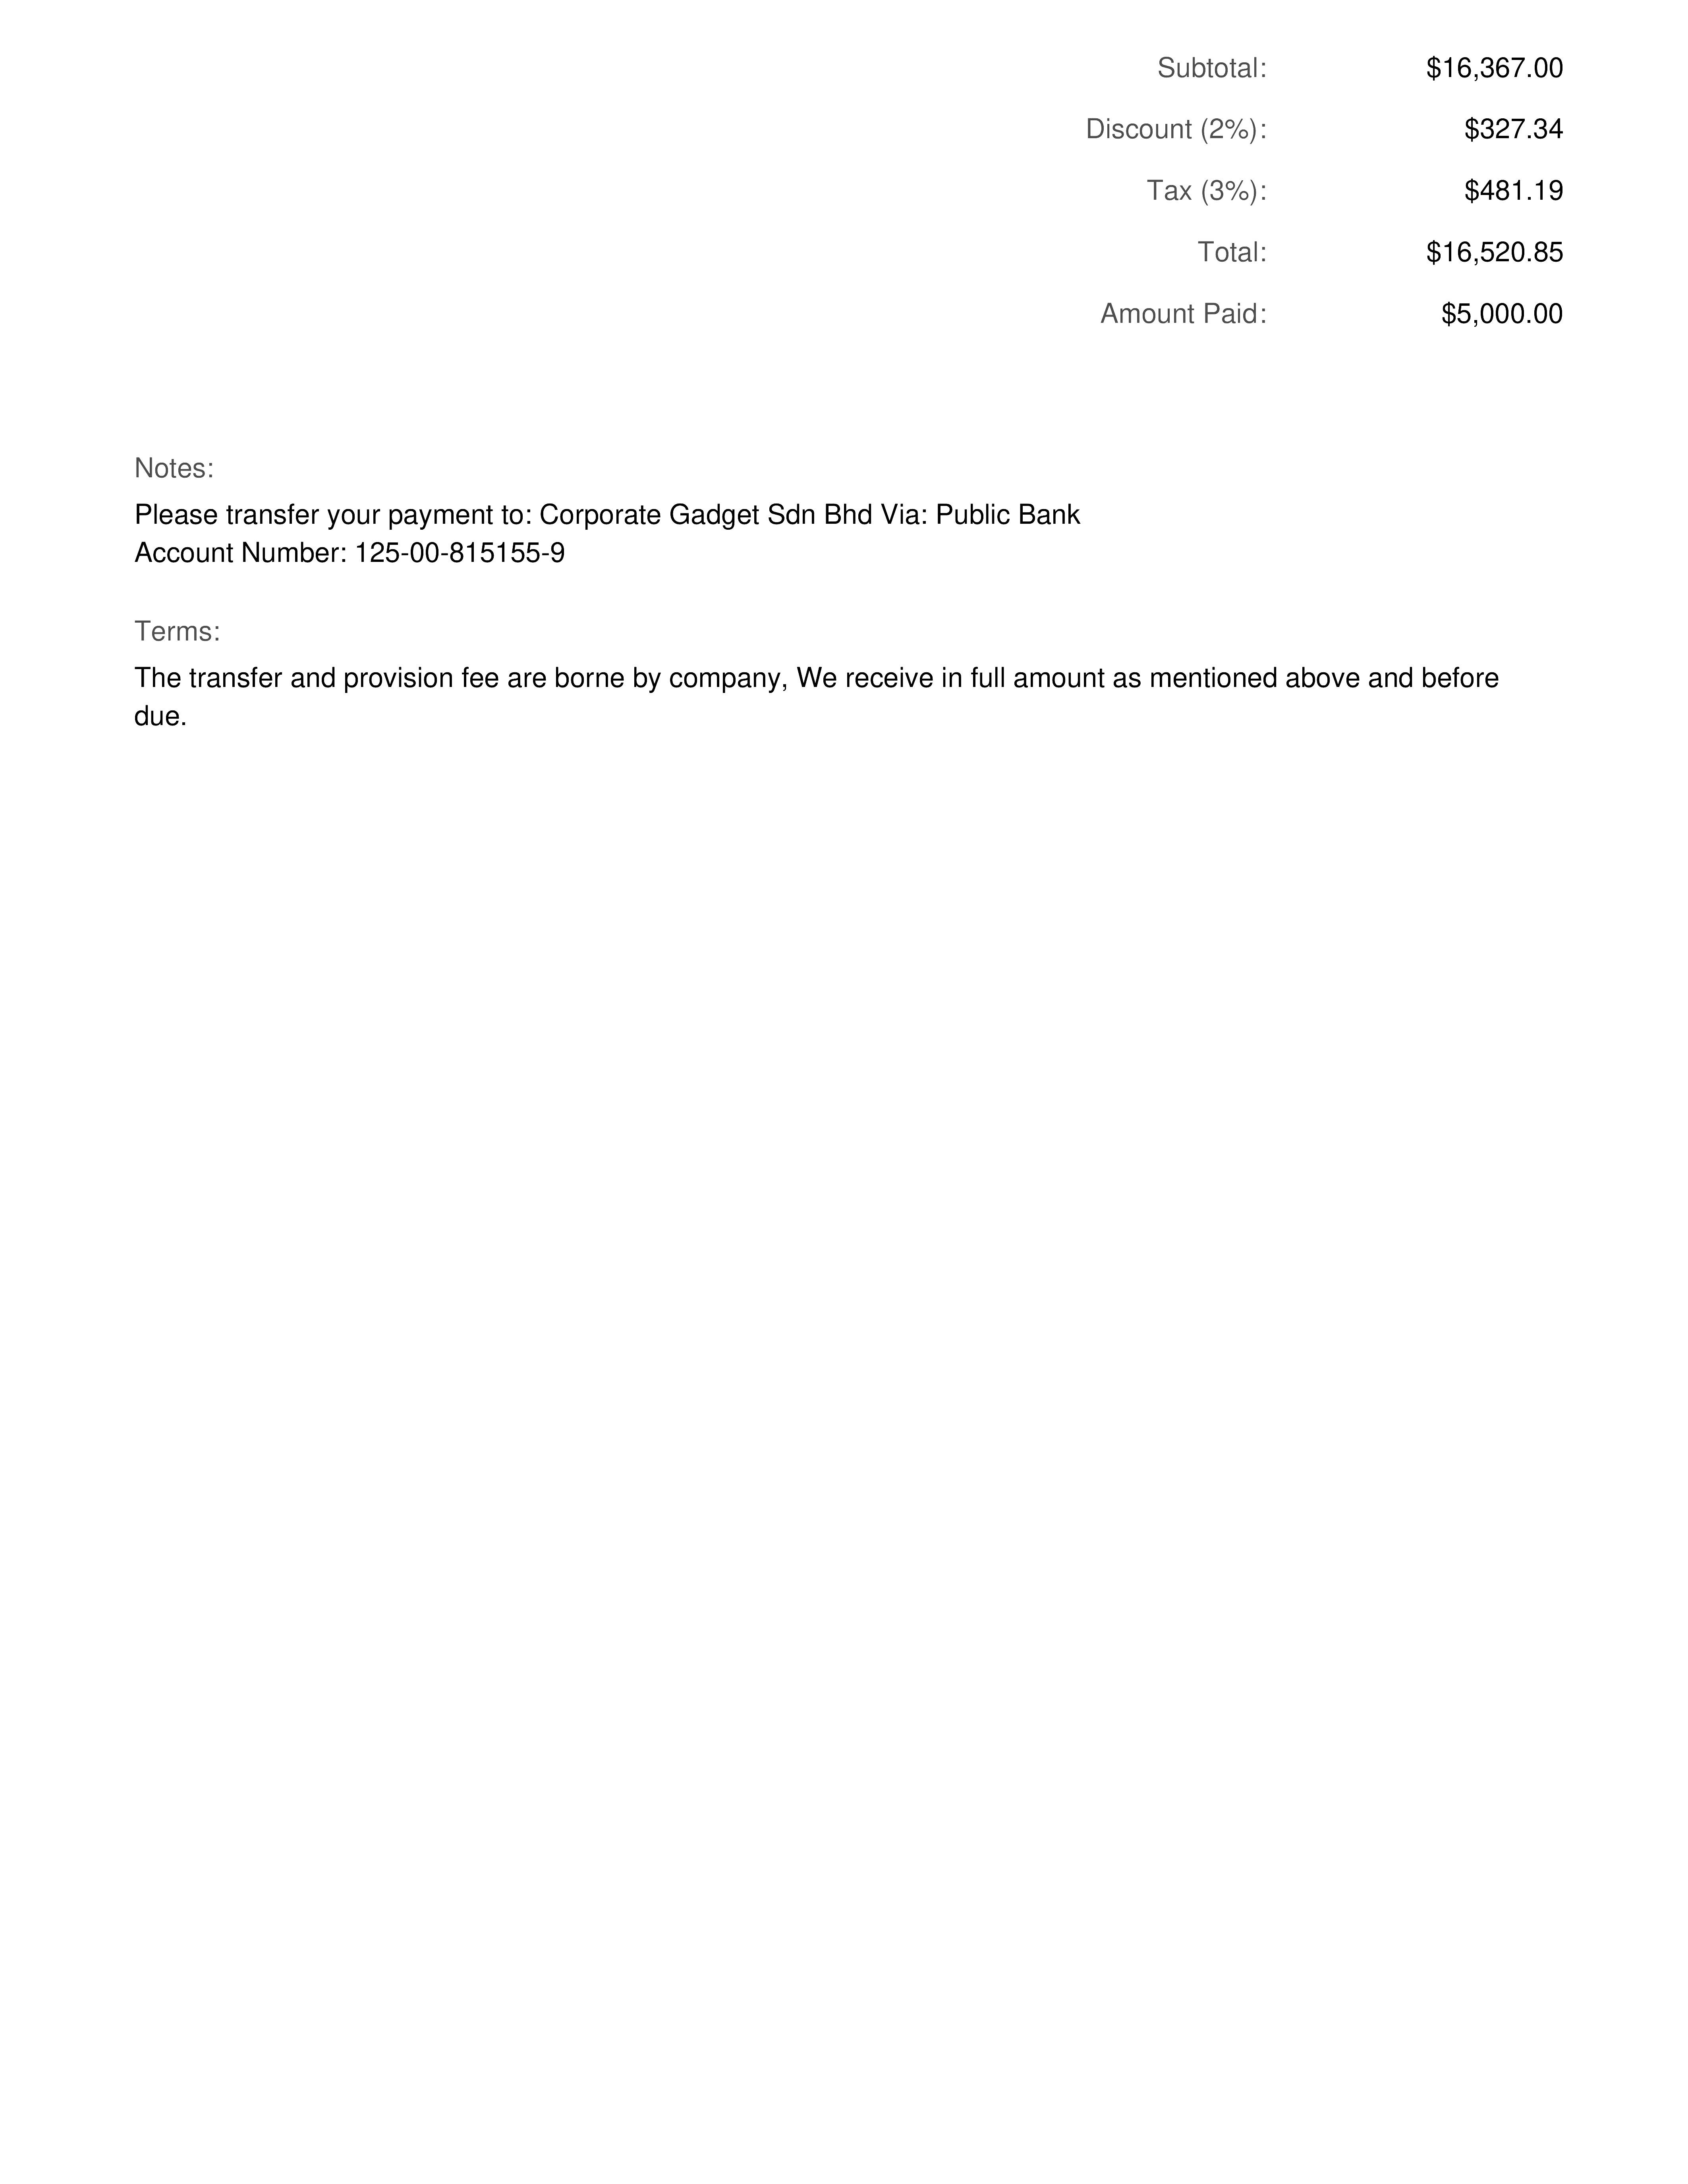 Subtotal: $16,367.00
Discount (2%): $327.34
Tax (3%): $481.19
Total: $16,520.85
Amount Paid: $5,000.00
Notes:
Please transfer your payment to: Corporate Gadget Sdn Bhd Via: Public Bank
Account Number: 125-00-815155-9
Terms:
The transfer and provision fee are borne by company, We receive in full amount as mentioned above and before
due.